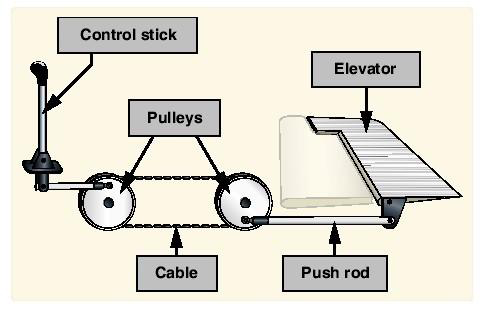 Control stick
Elevator
Pulleys
Cable
Push rod